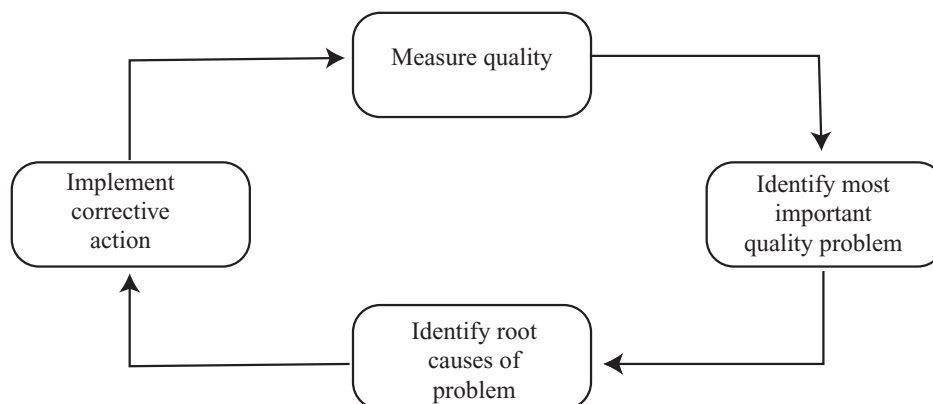 Measure quality
Identify most
important
quality problem
Identify root
causes of
problem
Implement
corrective
action